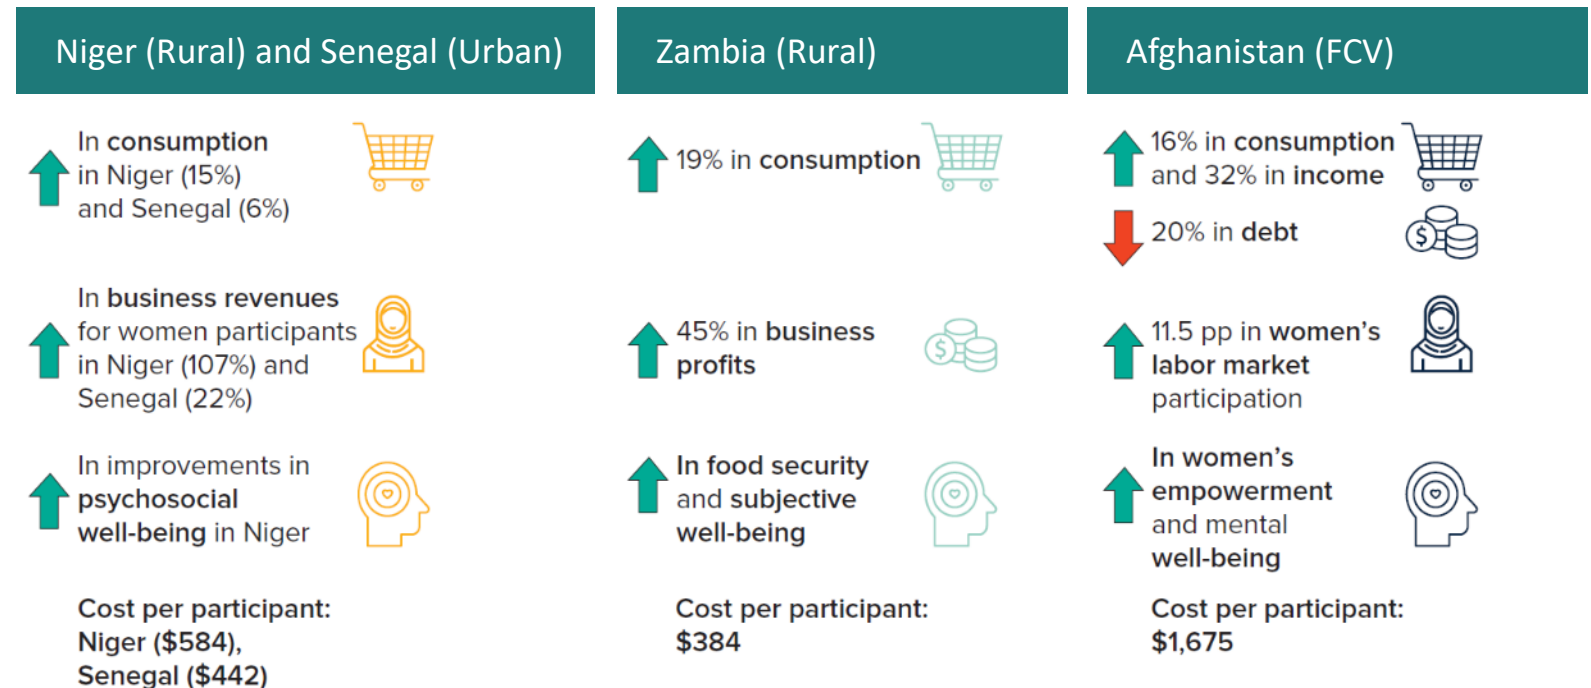 Niger (Rural) and Senegal (Urban)
In consumption
in Niger (15%)
and Senegal (6%)
In business revenues
for women participants
in Niger (107%) and
Senegal (22%)
In improvements in
psychosocial
well-being in Niger
Cost per participant:
Niger ($584),
Senegal ($442)
Zambia (Rural)
19% in consumption
45% in business
profits
$
In food security
and subjective
well-being
Cost per participant:
$384
Afghanistan (FCV)
16% in consumption
and 32% in income
20% in debt
$
11.5 pp in women's
labor market
participation
In women's
empowerment
and mental
well-being
Cost per participant:
$1,675